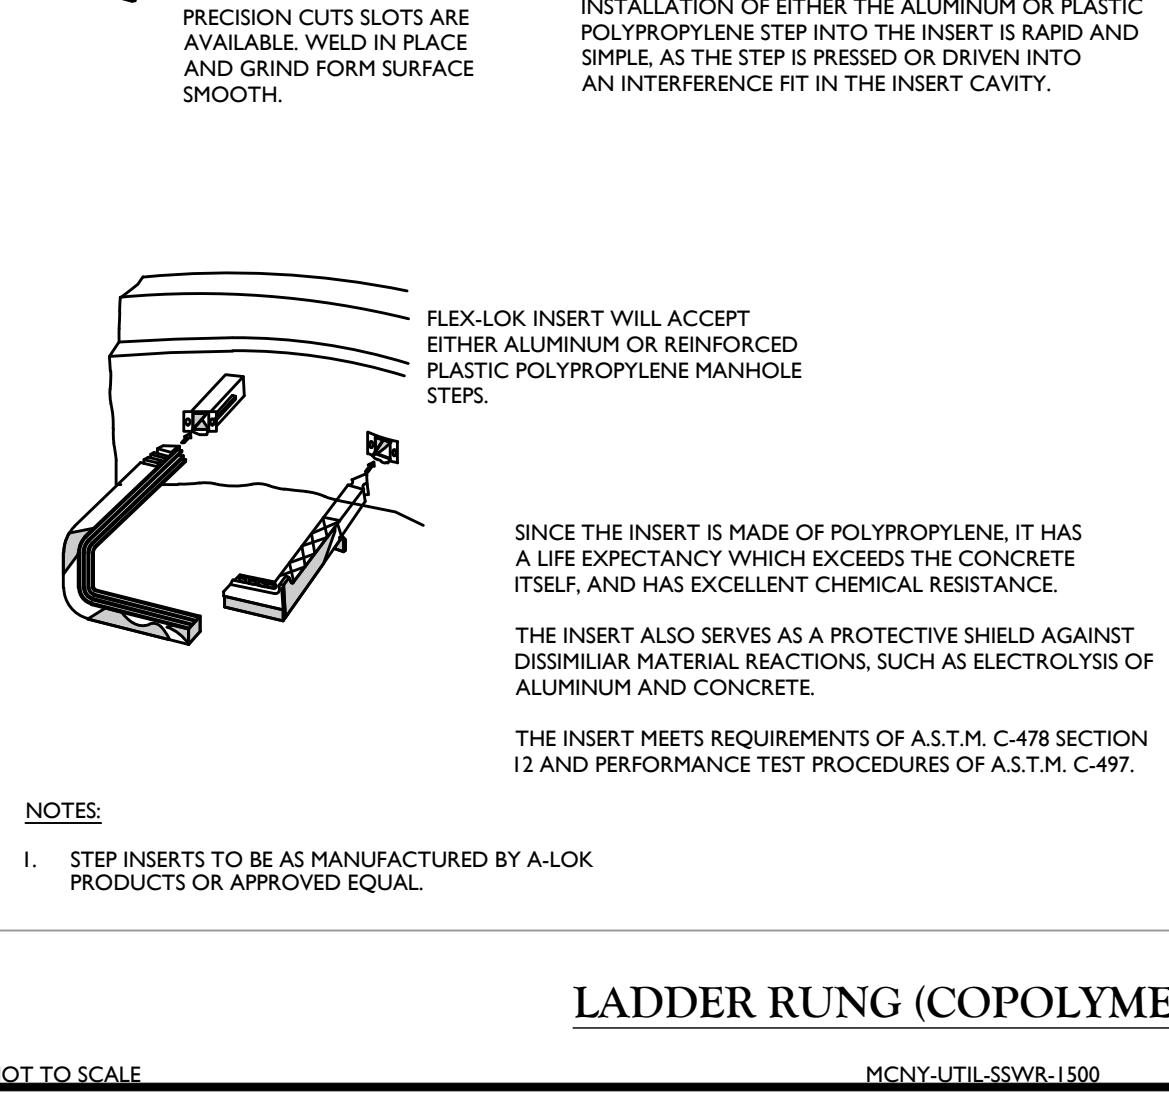 PRECISION CUTS SLOTS ARE
AVAILABLE. WELD IN PLACE
AND GRIND FORM SURFACE
SMOOTH.
INSTALLATION OF EITHER THE ALUMINUM OR PLASTIC
POLYPROPYLENE STEP INTO THE INSERT IS RAPID AND
SIMPLE, AS THE STEP IS PRESSED OR DRIVEN INTO
AN INTERFERENCE FIT IN THE INSERT CAVITY.
FLEX-LOK INSERT WILL ACCEPT
EITHER ALUMINUM OR REINFORCED
PLASTIC POLYPROPYLENE MANHOLE
STEPS.
SINCE THE INSERT IS MADE OF POLYPROPYLENE, IT HAS
A LIFE EXPECTANCY WHICH EXCEEDS THE CONCRETE
ITSELF, AND HAS EXCELLENT CHEMICAL RESISTANCE.
THE INSERT ALSO SERVES AS A PROTECTIVE SHIELD AGAINST
DISSIMILIAR MATERIAL REACTIONS, SUCH AS ELECTROLYSIS OF
ALUMINUM AND CONCRETE.
THE INSERT MEETS REQUIREMENTS OF A.S.T.M. C-478 SECTION
12 AND PERFORMANCE TEST PROCEDURES OF A.S.T.M. C-497.
NOTES:
1. STEP INSERTS TO BE AS MANUFACTURED BY A-LOK
PRODUCTS OR APPROVED EQUAL.
LADDER RUNG (COPOLYME
OT TO SCALE
MCNY-UTIL-SSWR-1500